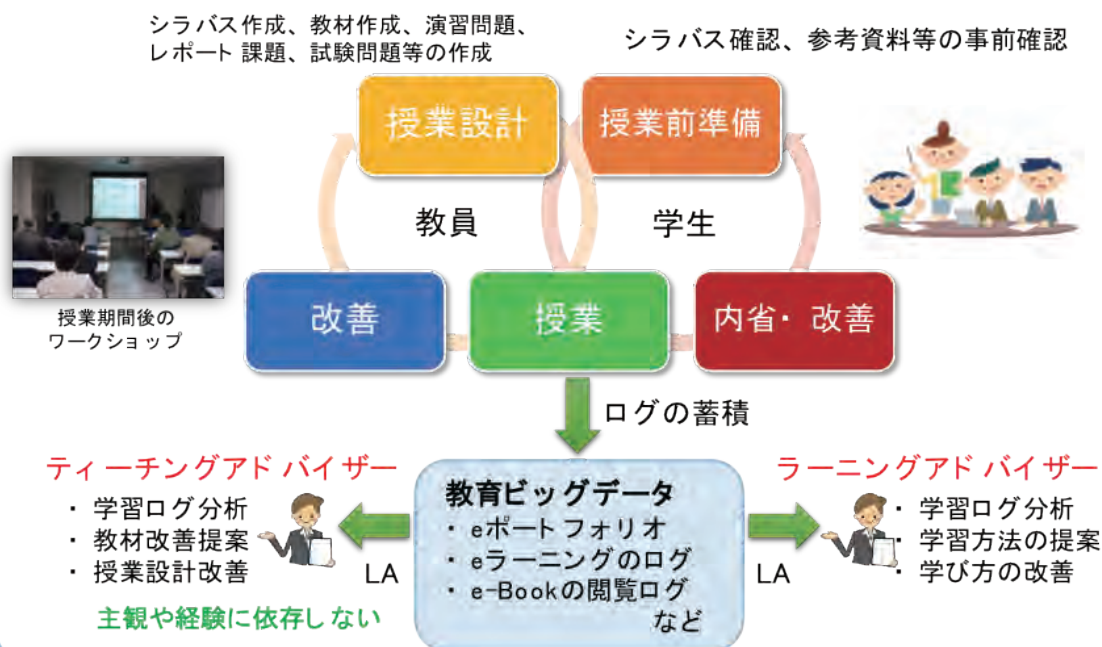 シラバス作成、教材作成、演習問題、
レポート課題、試験問題等の作成
シラバス確認、参考資料等の事前確認
授業設計
授業前準備
教員
学生
改善
授業
内省・改善
授業期間後の
ワークショップ
ログの蓄積
ティーチングアドバイザー
・学習ログ分析
・教材改善提案
・授業設計改善
主観や経験に依存しない
LA
教育ビッグデータ
・eポートフォリオ
・eラーニングのログ
・e-Bookの閲覧ログ
など
LA
ラーニングアドバイザー
・学習ログ分析
・学習方法の提案
・学び方の改善